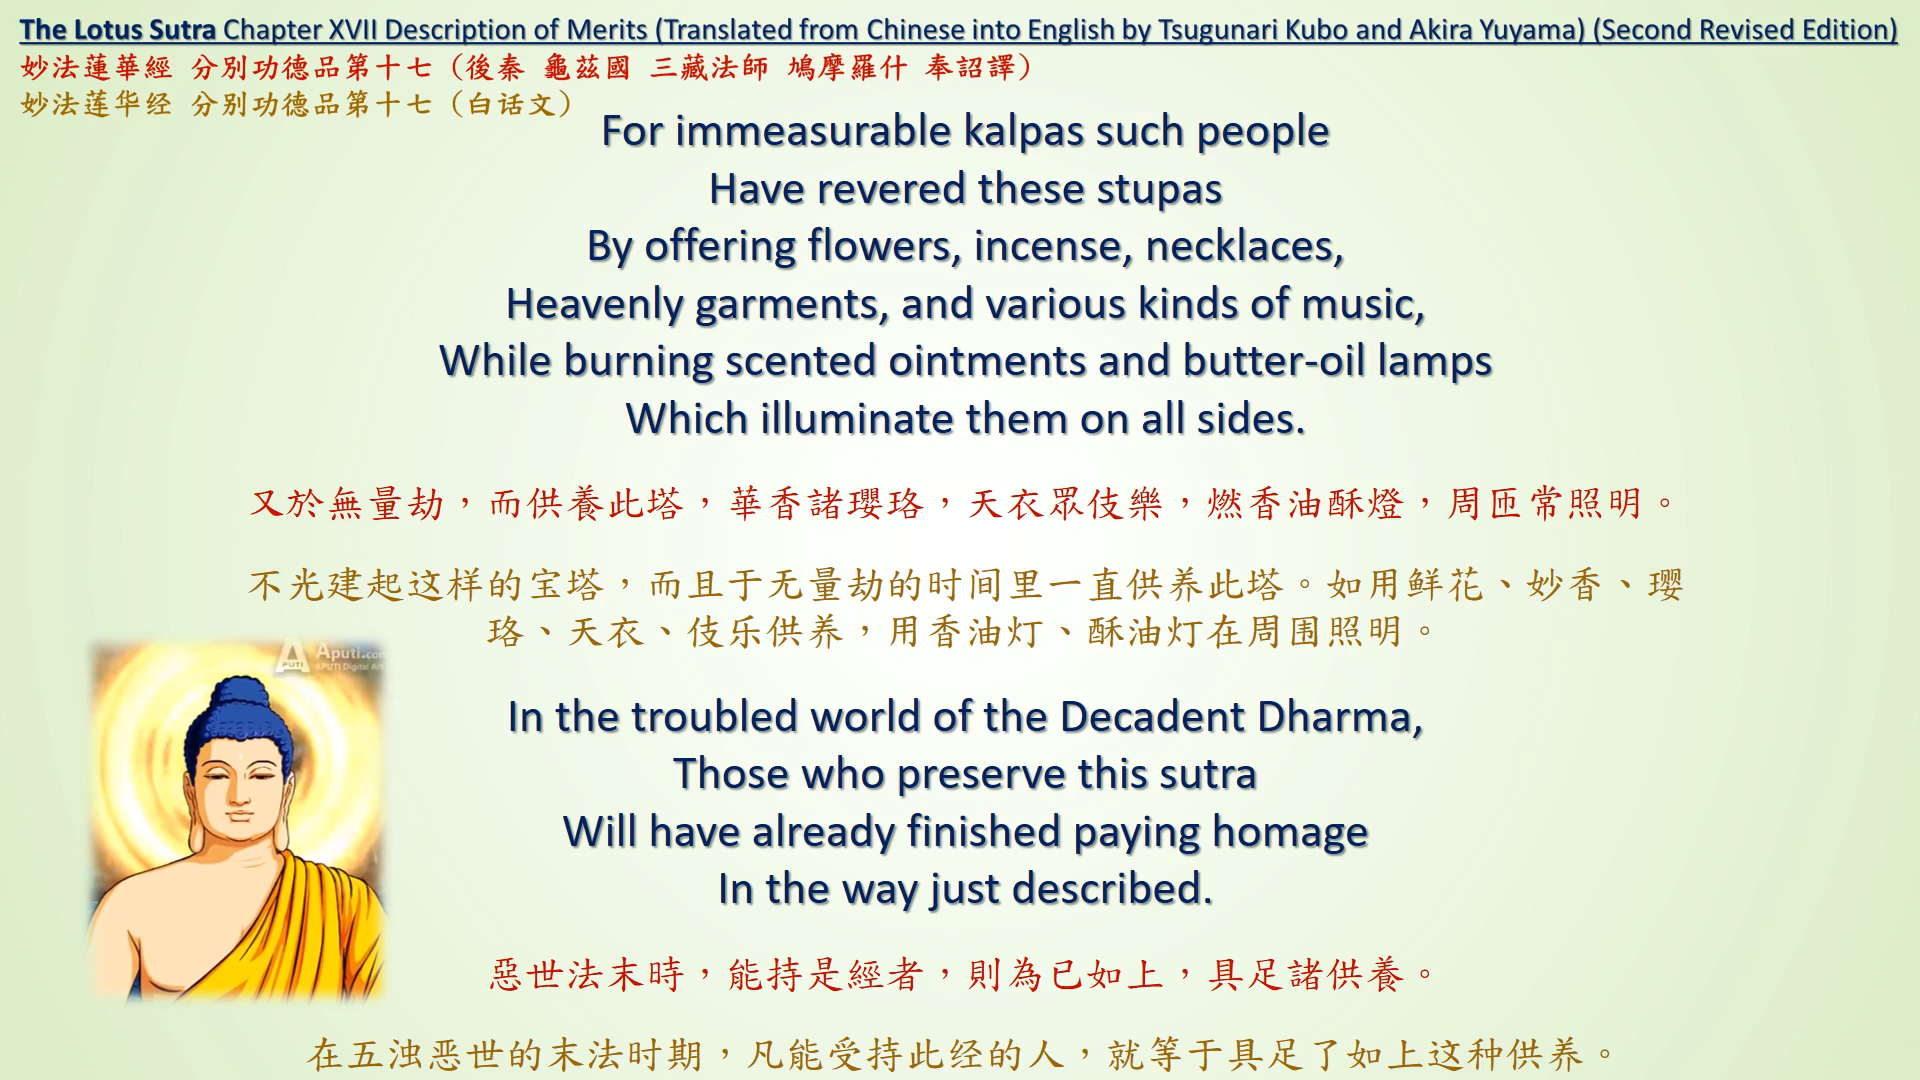 The Lotus Sutra Chapter XVII Description of Merits (Translated from Chinese into English by Tsugunari Kubo and Akira Yuyama) (Second Revised Edition)
妙法蓮華經 分別功德品第十七（後秦 龜茲國 三藏法師 鳩摩羅什 奉詔譯）
妙法莲华经 分别功德品第十七（白话文）
For immeasurable kalpas such people
Have revered these stupas
By offering flowers, incense, necklaces,
Heavenly garments, and various kinds of music,
While burning scented ointments and butter-oil lamps
Which illuminate them on all sides.
又於無量劫，而供養此塔，華香諸瓔珞，天衣眾伎樂，燃香油酥燈，周匝常照明。
不光建起这样的宝塔，而且于无量劫的时间里一直供养此塔。如用鲜花、妙香、璎
珞、天衣、伎乐供养，用香油灯、酥油灯在周围照明。
APUTI
Aputi.com
APUTI Digital Art
In the troubled world of the Decadent Dharma,
Those who preserve this sutra
Will have already finished paying homage
In the way just described.
惡世法末時，能持是經者，則為已如上，具足諸供養。
在五浊恶世的末法时期，凡能受持此经的人，就等于具足了如上这种供养。